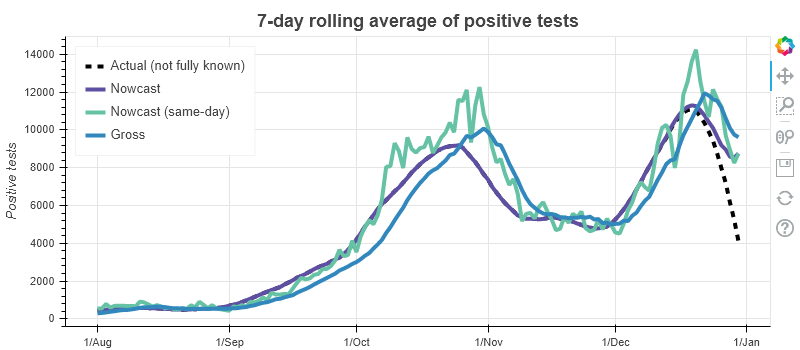 7-day rolling average of positive tests
Actual (not fully known)
Nowcast
Nowcast (same-day)
Gross
Positive tests
14000
12000
10000
8000
6000
4000
2000
0
1/Aug
1/Sep
1/Oct
1/Nov
1/Dec
1/Jan